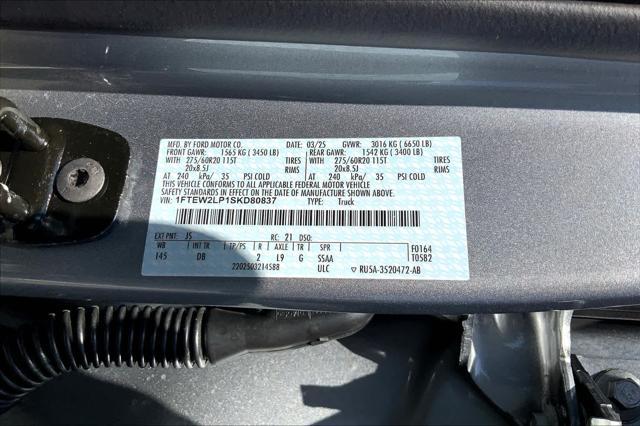 MFD. BY FORD MOTOR CO. 03/25 GVWR: 3016 KG ( 6650 LB)
FRONT GAWR: 1565 KG ( 3450 LB) REAR GAWR: 1542 KG ( 3400 LB)
WITH 275/60R20 115T TIRES WITH 275/60R20 115T TIRES
20x8.5J RIMS 20x8.5J RIMS
AT 240 kPa/ 35 PSI COLD AT 240 kPa/ 35 PSI COLD
THIS VEHICLE CONFORMS TO ALL APPLICABLE FEDERAL MOTOR VEHICLE
SAFETY STANDARDS IN EFFECT ON THE DATE OF MANUFACTURE SHOWN ABOVE.
VIN: 1FTEW2LP1SKD80837 TYPE: Truck
EXT PNT: JS RC: 21 DSO:
WB INT TR TP/PS R AXLE TR SPR F0164
145 DB 2 L9 G SSAA T05B2
2202503214588 ULC ▽ RU5A-3520472-AB